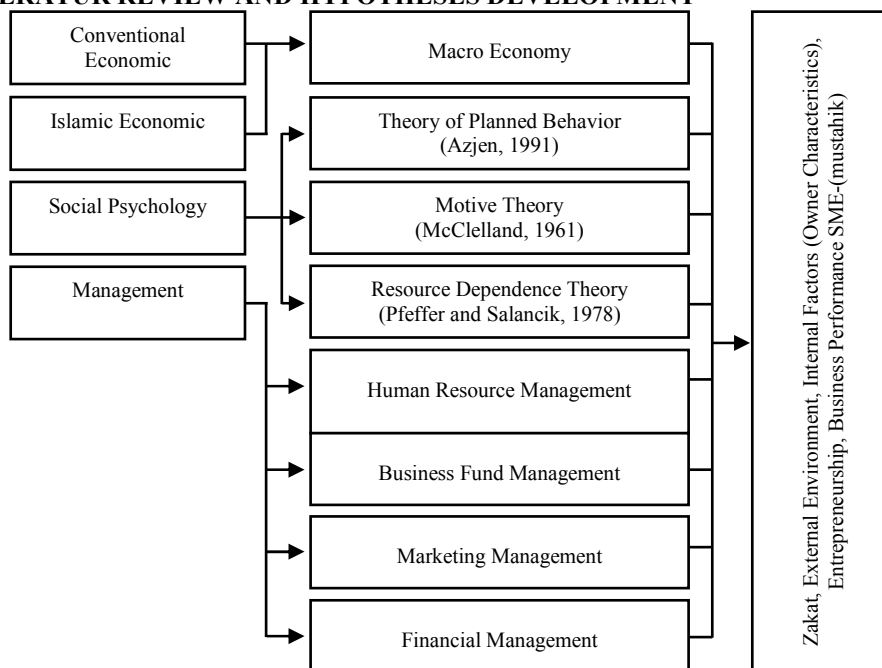 ERATUR REVIEW AND HYPOTHESES DEVELOPMENT
Conventional
Economic
Islamic Economic
Social Psychology
Management
Macro Economy
Theory of Planned Behavior
(Azjen, 1991)
Motive Theory
(McClelland, 1961)
Resource Dependence Theory
(Pfeffer and Salancik, 1978)
Human Resource Management
Business Fund Management
Marketing Management
Financial Management
Zakat, External Environment, Internal Factors (Owner Characteristics),
Entrepreneurship, Business Performance SME-(mustahik)